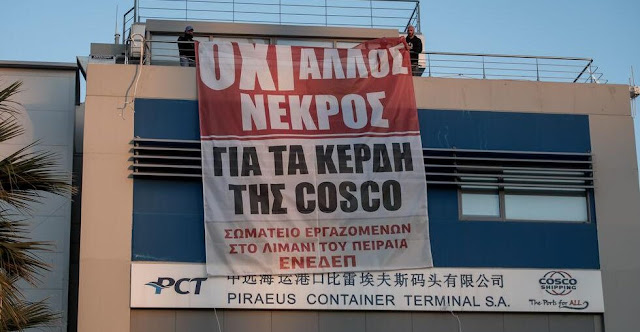 PCT
ΟΧΙ ΑΛΛΟΣ
ΝΕΚΡΟΣ
ΓΙΑ ΤΑ ΚΕΡΔΗ
ΤΗΣ COSCO
ΣΩΜΑΤΕΙΟ ΕΡΓΑΖΟΜΕΝΩΝ
ΣΤΟ ΛΙΜΑΝΙ ΤΟΥ ΠΕΙΡΑΙΑ
ΕΝΕΔΕΠ
PCT
中远海运港口比雷埃夫斯码头有限公司
PIRAEUS CONTAINER TERMINAL S.A.
COSCO
SHIPPING
The Ports for ALL